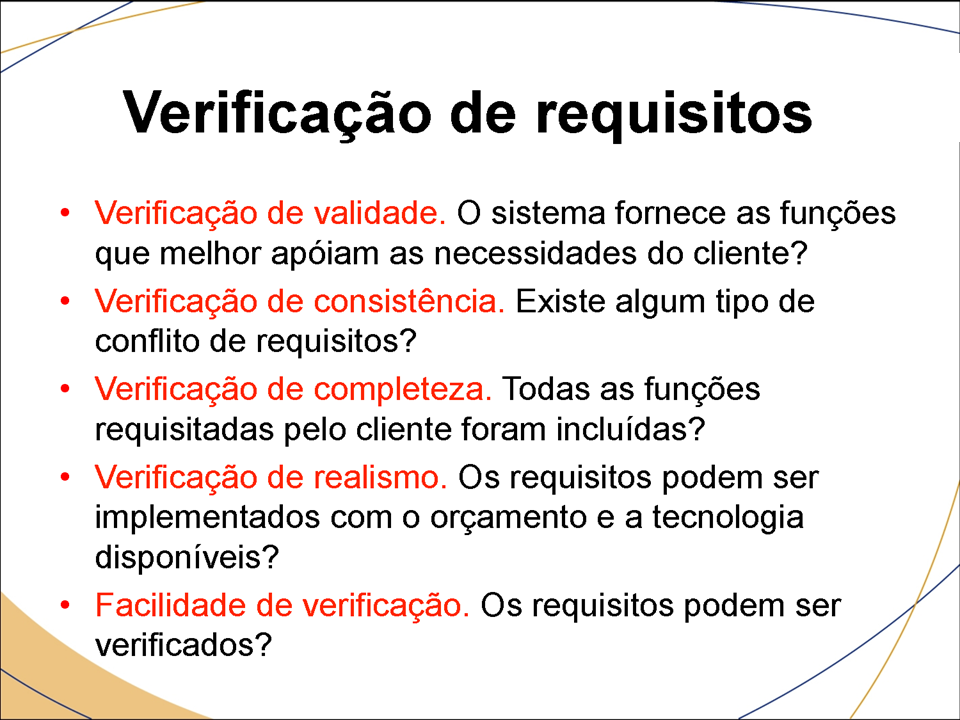 Verificação de requisitos
• Verificação de validade. O sistema fornece as funções
que melhor apóiam as necessidades do cliente?
• Verificação de consistência. Existe algum tipo de
conflito de requisitos?
• Verificação de completeza. Todas as funções
requisitadas pelo cliente foram incluídas?
• Verificação de realismo. Os requisitos podem ser
implementados com o orçamento e a tecnologia
disponíveis?
• Facilidade de verificação. Os requisitos podem ser
verificados?